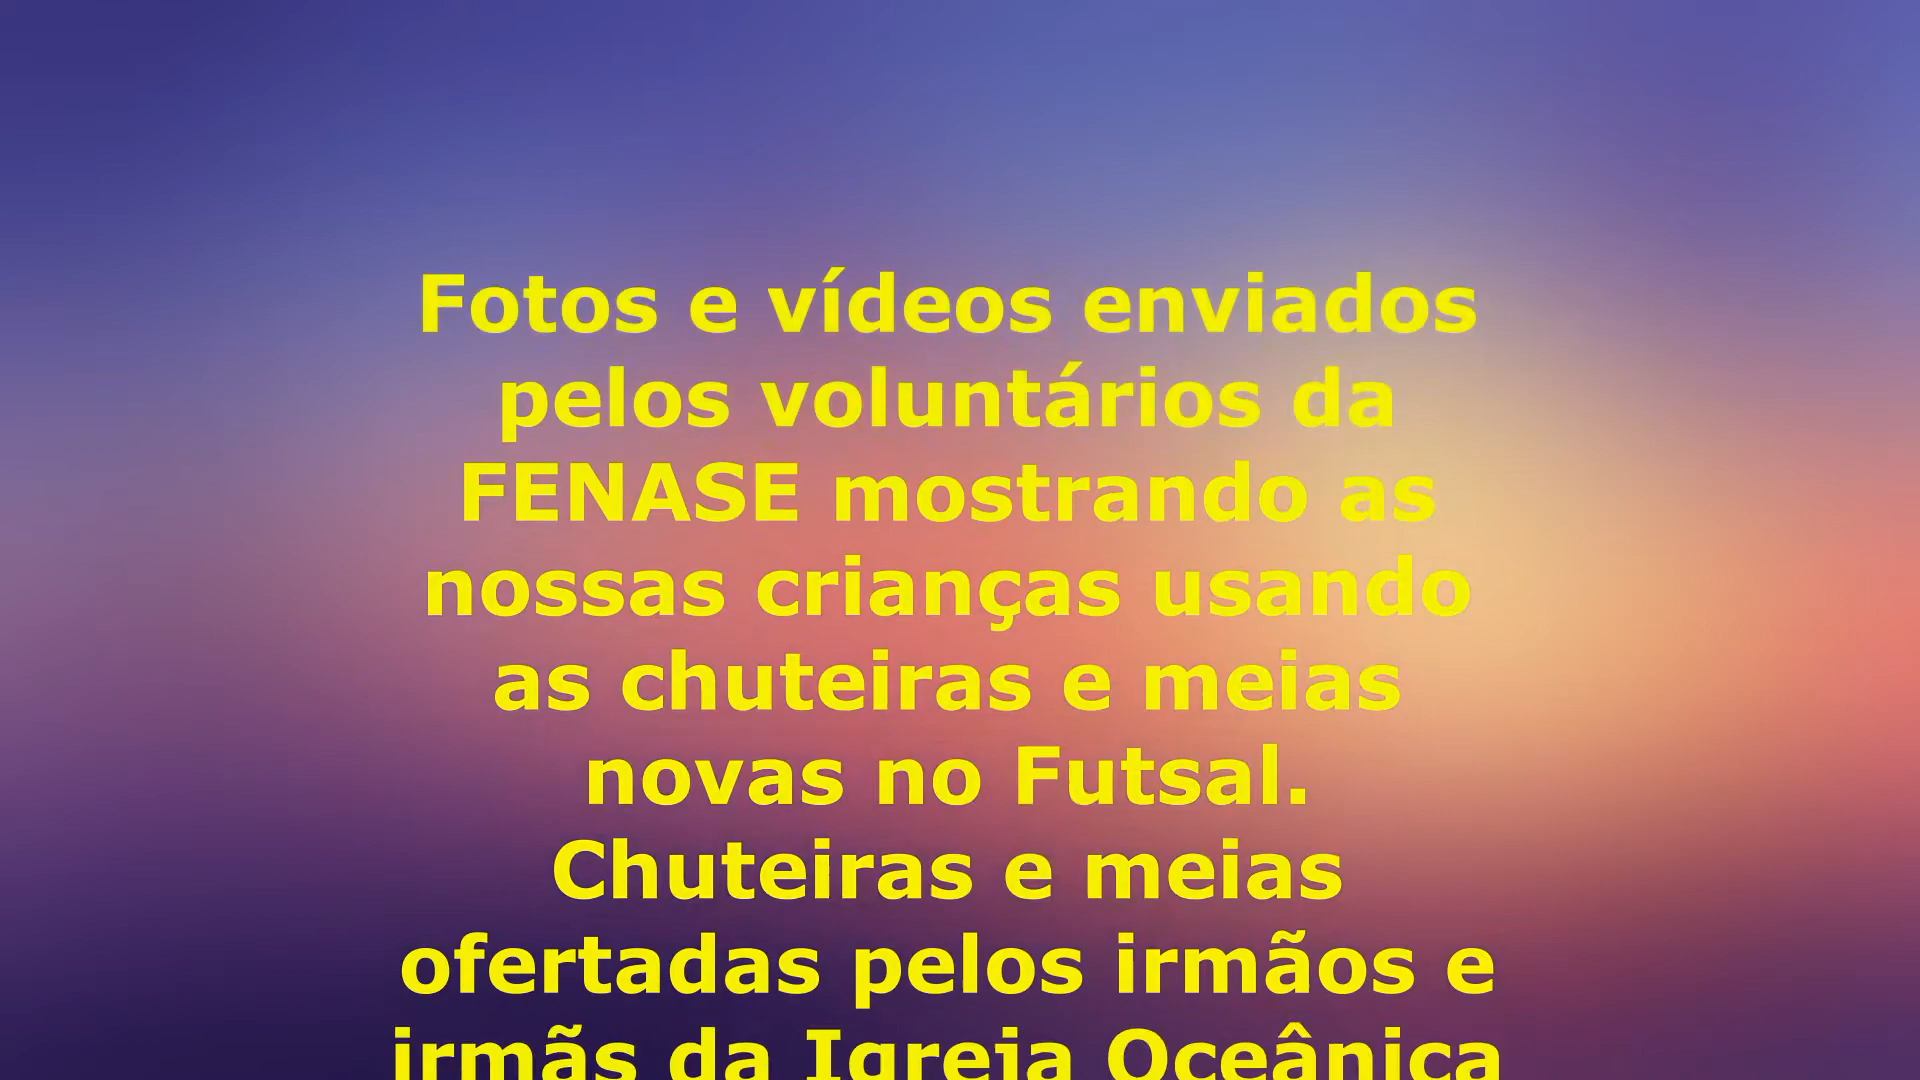 Fotos e vídeos enviados
pelos voluntários da
FENASE mostrando as
nossas crianças usando
as chuteiras e meias
novas no Futsal.
Chuteiras e meias
ofertadas pelos irmãos e
irmãs da Igreja Oceânica